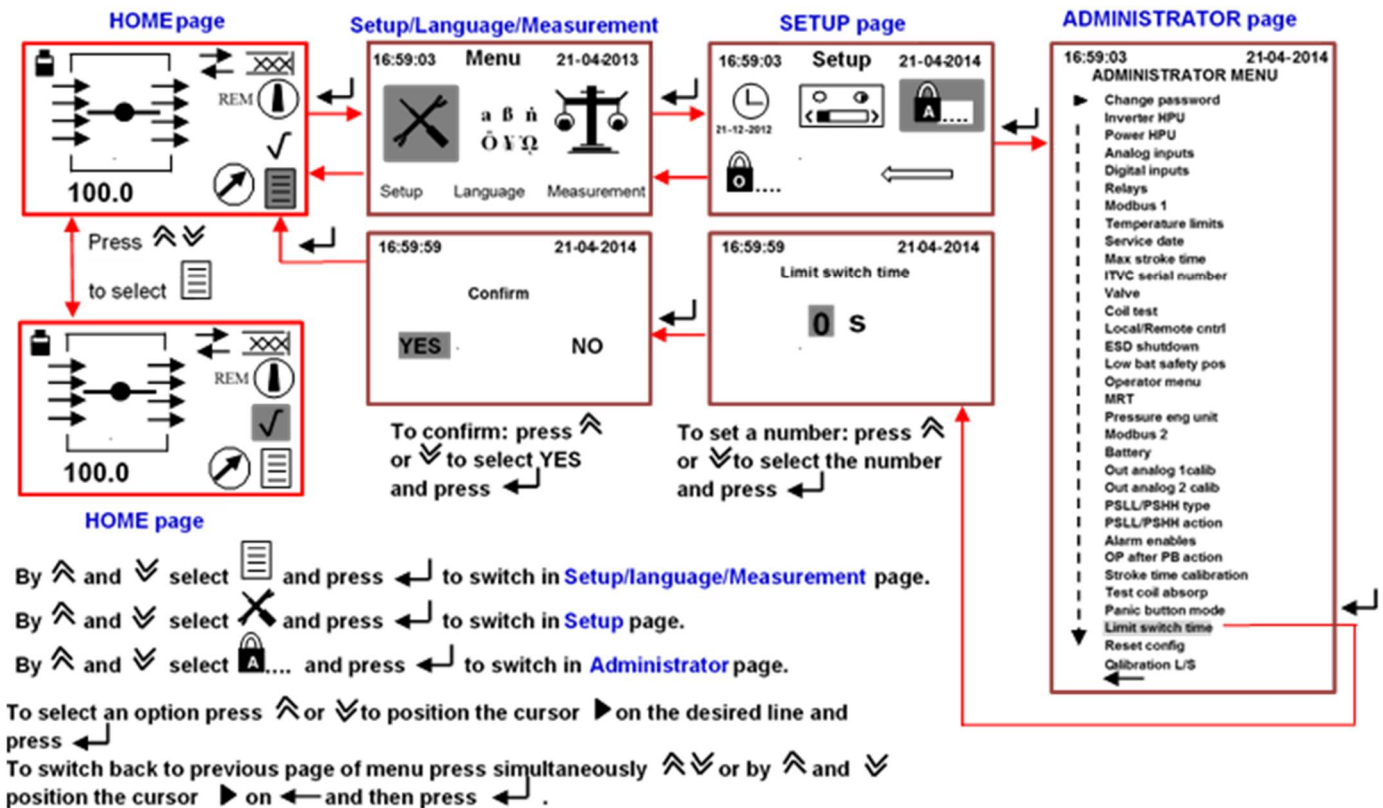 HOME page
REM
100.0
Press
to select
REM
100.0
HOME page
Setup/Language/Measurement
16:59:03 Menu 21-04-2013
a ß ń
Setup Language Measurement
16:59:59 21-04-2014
Confirm
YES NO
To confirm: press
or to select YES
and press
SETUP page
16:59:03 Setup 21-04-2014
A....
21-12-2012
O....
16:59:59 21-04-2014
Limit switch time
0 s
To set a number: press
or to select the number
and press
ADMINISTRATOR page
16:59:03 21-04-2014
ADMINISTRATOR MENU
Change password
Inverter HPU
Power HPU
Analog inputs
Digital inputs
Relays
Modbus 1
Temperature limits
Service date
Max stroke time
ITVC serial number
Valve
Coil test
Local/Remote cntrl
ESD shutdown
Low bat safety pos
Operator menu
MRT
Pressure eng unit
Modbus 2
Battery
Out analog 1calib
Out analog 2 calib
PSLL/PSHH type
PSLL/PSHH action
Alarm enables
OP after PB action
Stroke time calibration
Test coil absorp
Panic button mode
Limit switch time
Reset config
Calibration L/S
By and select and press to switch in Setup/language/Measurement page.
By and select and press to switch in Setup page.
By and select A.... and press to switch in Administrator page.
To select an option press or to position the cursor on the desired line and
press
To switch back to previous page of menu press simultaneously or by and
position the cursor on and then press .